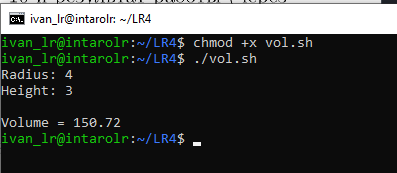 ivan_lr@intarolr: ~/LR4
ivan_lr@intarolr:~/LR4$ chmod +x vol.sh
ivan_lr@intarolr:~/LR4$ ./vol.sh
Radius: 4
Height: 3
Volume = 150.72
ivan_lr@intarolr:~/LR4$